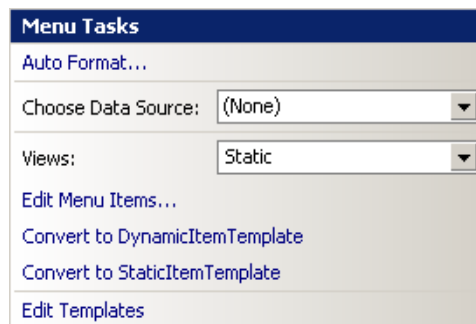 Menu Tasks
Auto Format...
Choose Data Source: (None)
Views: Static
Edit Menu Items...
Convert to DynamicItemTemplate
Convert to StaticItemTemplate
Edit Templates